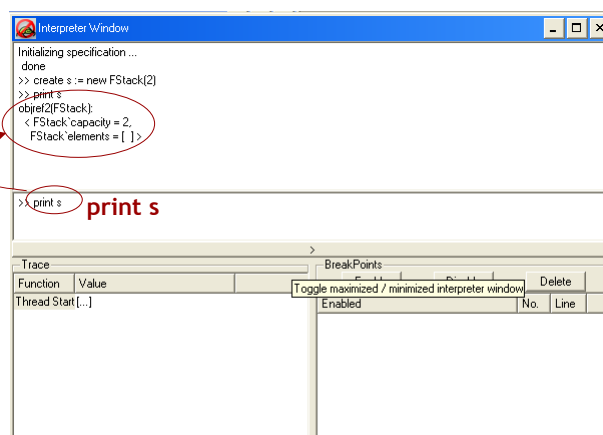 Interpreter Window
Initializing specification ...
done
>> create s := new FStack(2)
>> print s
objref2(FStack):
< FStack`capacity = 2,
FStack`elements = [ ] >
>> print s
print s
>
Trace
BreakPoints
Delete
Function Value
Toggle maximized / minimized interpreter window
Enabled No. Line
Thread Start [...]